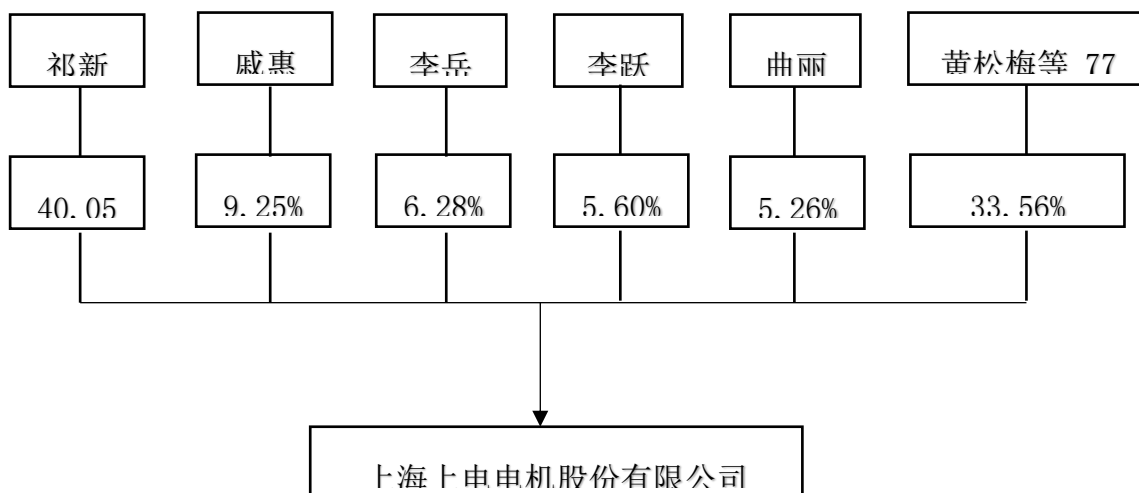 祁新
戚惠
李岳
李跃
曲丽
黄松梅等 77
40.05
9.25%
6.28%
5.60%
5.26%
33.56%
上海上电电机股份有限公司